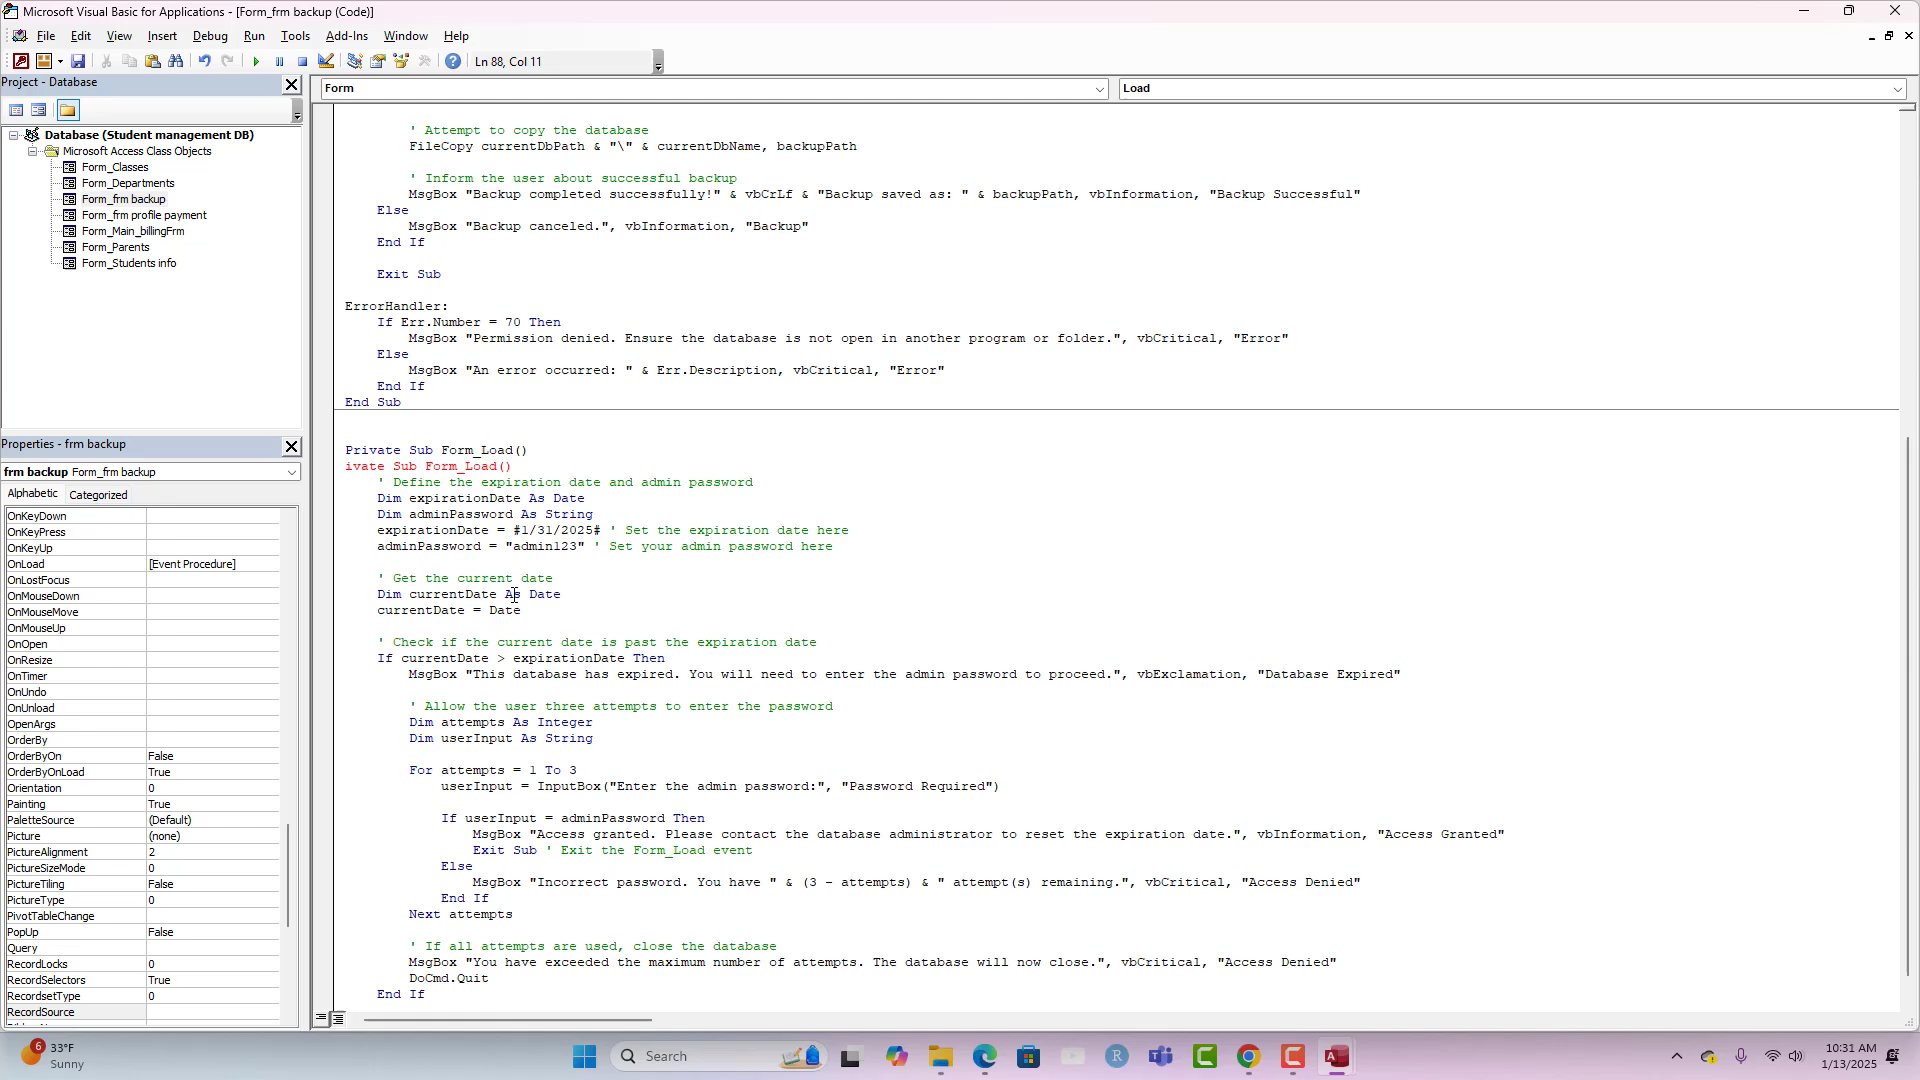 Microsoft Visual Basic for Applications - [Form_frm backup (Code)]
File Edit View Insert Debug Run Tools Add-Ins Window Help
Ln 88, Col 11
Project - Database
Database (Student management DB)
Microsoft Access Class Objects
Form_Classes
Form_Departments
Form_frm backup
Form_frm profile payment
Form_Main_billingFrm
Form_Parents
Form_Students info
Properties - frm backup
frm backup Form_frm backup
Alphabetic Categorized
OnKeyDown
OnKeyPress
OnKeyUp
OnLoad [Event Procedure]
OnLostFocus
OnMouseDown
OnMouseMove
OnMouseUp
OnOpen
OnResize
OnTimer
OnUndo
OnUnload
OpenArgs
OrderBy
OrderByOn False
OrderByOnLoad True
Orientation 0
Painting True
PaletteSource (Default)
Picture (none)
PictureAlignment 2
PictureSizeMode 0
PictureTiling False
PictureType 0
PivotTableChange
PopUp False
Query
RecordLocks 0
RecordSelectors True
RecordsetType 0
RecordSource
Form Load
' Attempt to copy the database
FileCopy currentDbPath & "\" & currentDbName, backupPath
' Inform the user about successful backup
MsgBox "Backup completed successfully!" & vbCrLf & "Backup saved as: " & backupPath, vbInformation, "Backup Successful"
Else
MsgBox "Backup canceled.", vbInformation, "Backup"
End If
Exit Sub
ErrorHandler:
If Err.Number = 70 Then
MsgBox "Permission denied. Ensure the database is not open in another program or folder.", vbCritical, "Error"
Else
MsgBox "An error occurred: " & Err.Description, vbCritical, "Error"
End If
End Sub
Private Sub Form_Load()
ivate Sub Form_Load()
' Define the expiration date and admin password
Dim expirationDate As Date
Dim adminPassword As String
expirationDate = #1/31/2025# ' Set the expiration date here
adminPassword = "admin123" ' Set your admin password here
' Get the current date
Dim currentDate As Date
currentDate = Date
' Check if the current date is past the expiration date
If currentDate > expirationDate Then
MsgBox "This database has expired. You will need to enter the admin password to proceed.", vbExclamation, "Database Expired"
' Allow the user three attempts to enter the password
Dim attempts As Integer
Dim userInput As String
For attempts = 1 To 3
userInput = InputBox("Enter the admin password:", "Password Required")
If userInput = adminPassword Then
MsgBox "Access granted. Please contact the database administrator to reset the expiration date.", vbInformation, "Access Granted"
Exit Sub ' Exit the Form_Load event
Else
MsgBox "Incorrect password. You have " & (3 - attempts) & " attempt(s) remaining.", vbCritical, "Access Denied"
End If
Next attempts
' If all attempts are used, close the database
MsgBox "You have exceeded the maximum number of attempts. The database will now close.", vbCritical, "Access Denied"
DoCmd.Quit
End If
6
33°F
Sunny
Search
R
10:31 AM
1/13/2025